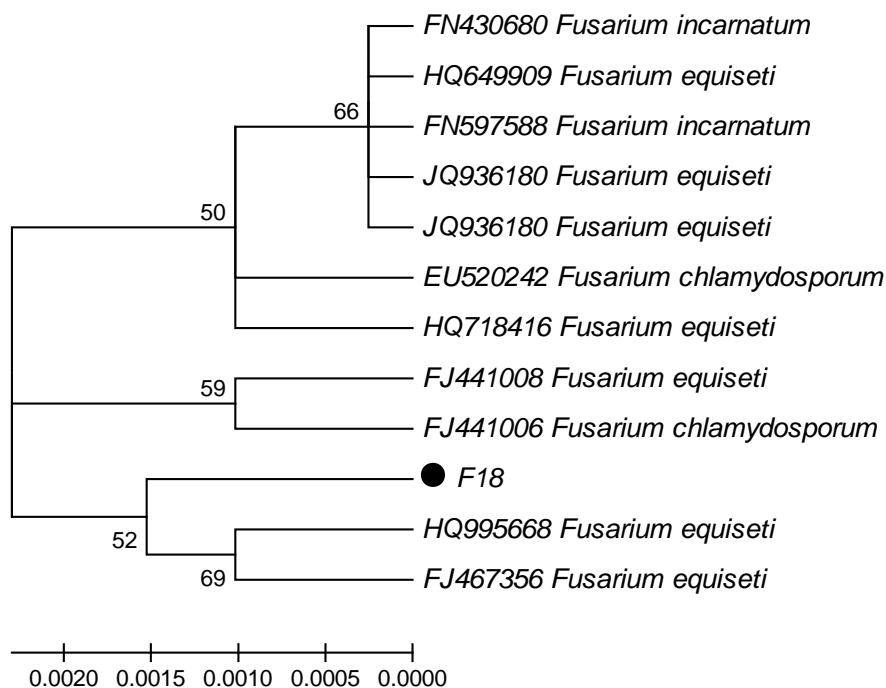 FN430680 Fusarium incarnatum
HQ649909 Fusarium equiseti
66
FN597588 Fusarium incarnatum
JQ936180 Fusarium equiseti
50
JQ936180 Fusarium equiseti
EU520242 Fusarium chlamydosporum
HQ718416 Fusarium equiseti
59
FJ441008 Fusarium equiseti
FJ441006 Fusarium chlamydosporum
F18
52
HQ995668 Fusarium equiseti
69
FJ467356 Fusarium equiseti
0.0020 0.0015 0.0010 0.0005 0.0000